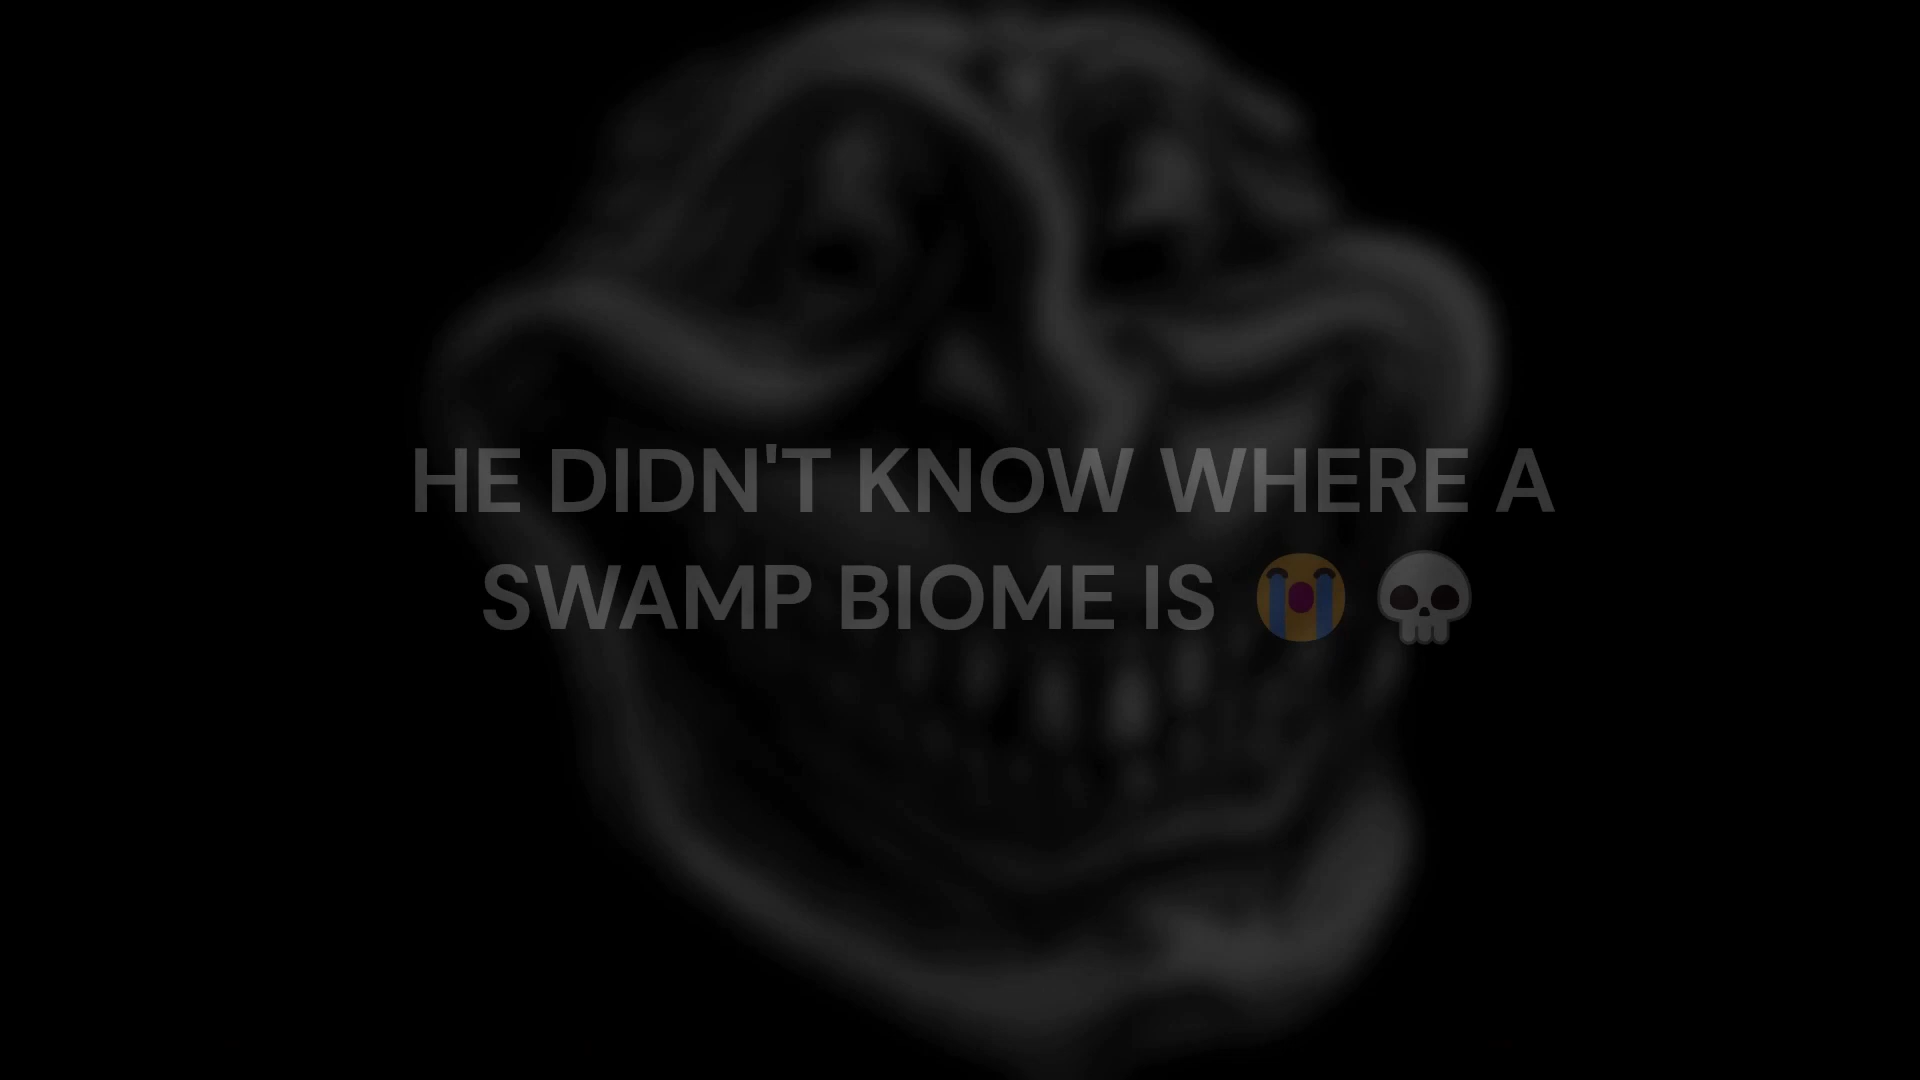 HE DIDN'T KNOW WHERE A
SWAMP BIOME IS 😭 💀